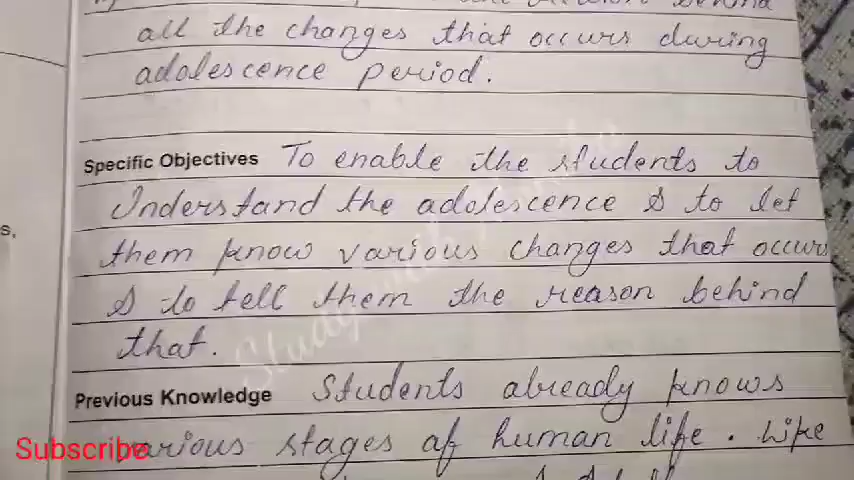 behind
all the changes that occurs during
adolescence period.
Specific Objectives To enable the students to
Understand the adolescence & to let
them know various changes that occurs
& to tell them the reason behind
that.
Previous Knowledge Students already knows
various stages of human life. Like
s,
Subscribe